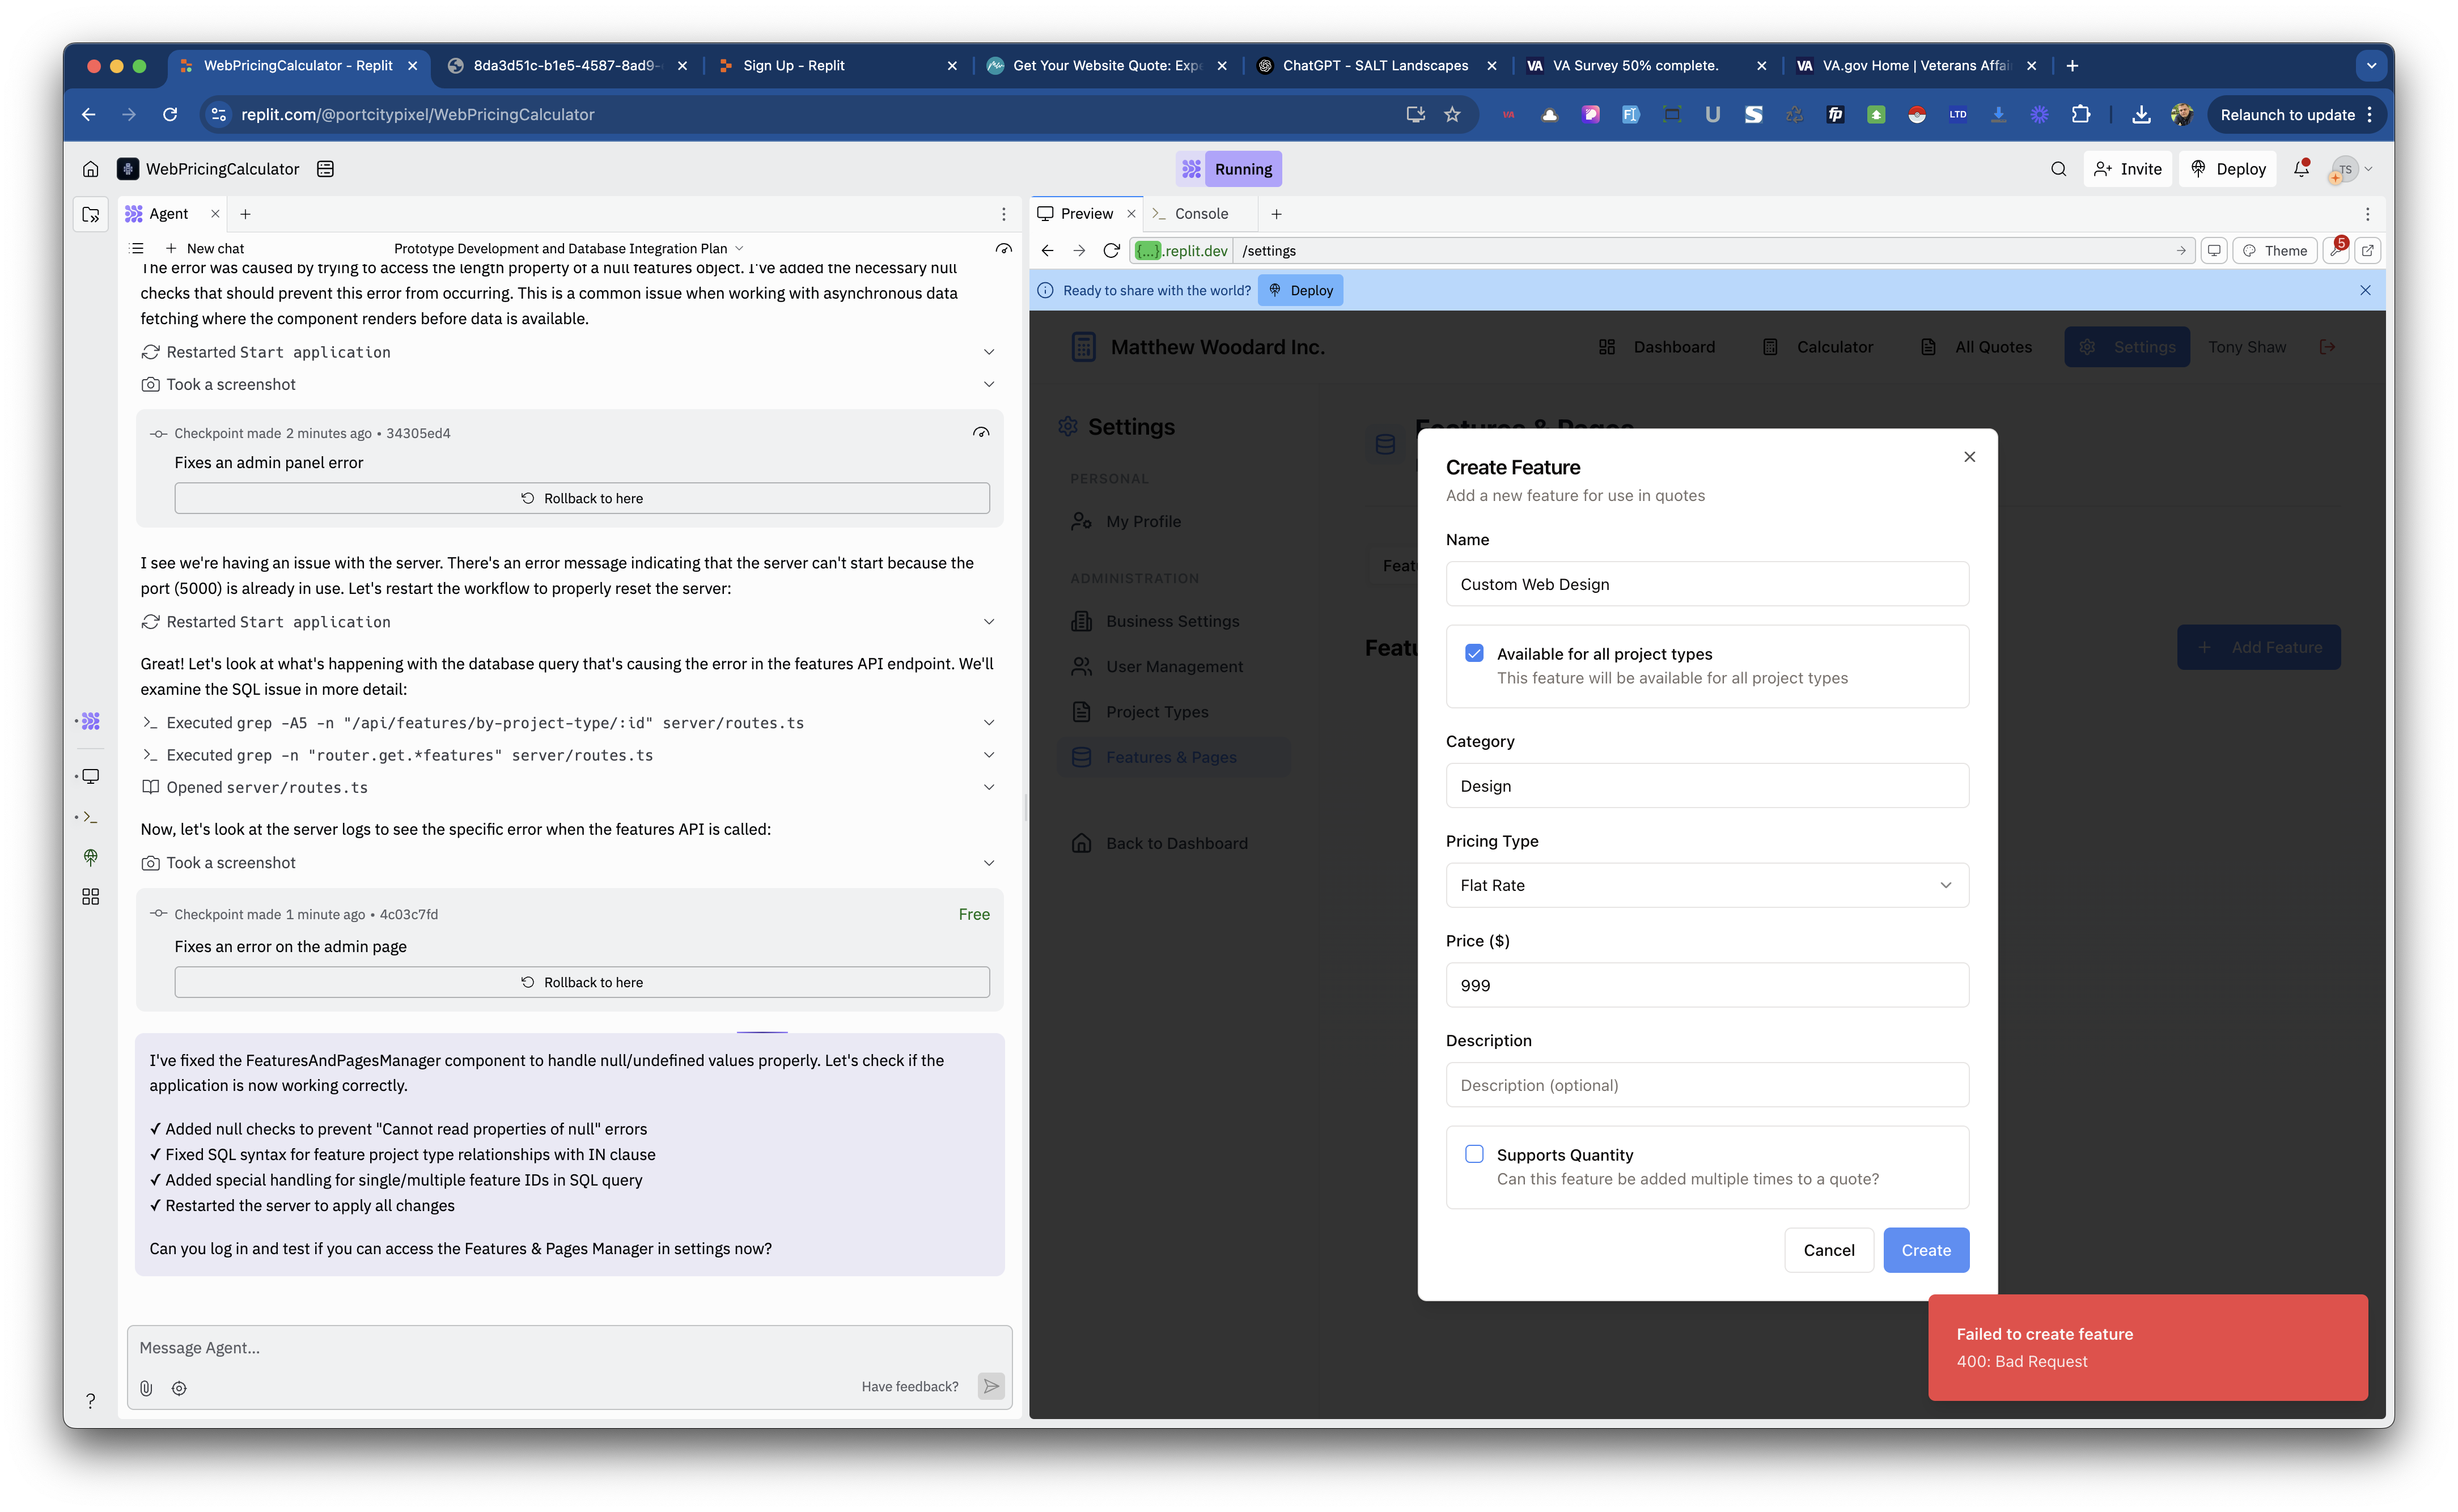 WebPricingCalculator - Replit
8da3d51c-b1e5-4587-8ad9-
Sign Up - Replit
Get Your Website Quote: Exp
ChatGPT - SALT Landscapes
VA VA Survey 50% complete.
VA VA.gov Home | Veterans Affai
replit.com/@portcitypixel/WebPricingCalculator
VA
FI
U
S
fp
LTD
Relaunch to update
WebPricingCalculator
Running
Invite
Deploy
TS
Agent
New chat
Prototype Development and Database Integration Plan
The error was caused by trying to access the length property of a null features object. I've added the necessary null
checks that should prevent this error from occurring. This is a common issue when working with asynchronous data
fetching where the component renders before data is available.
Restarted Start application
Took a screenshot
Checkpoint made 2 minutes ago • 34305ed4
Fixes an admin panel error
Rollback to here
I see we're having an issue with the server. There's an error message indicating that the server can't start because the
port (5000) is already in use. Let's restart the workflow to properly reset the server:
Restarted Start application
Great! Let's look at what's happening with the database query that's causing the error in the features API endpoint. We'll
examine the SQL issue in more detail:
Executed grep -A5 -n "/api/features/by-project-type/:id" server/routes.ts
Executed grep -n "router.get.*features" server/routes.ts
Opened server/routes.ts
Now, let's look at the server logs to see the specific error when the features API is called:
Took a screenshot
Checkpoint made 1 minute ago • 4c03c7fd
Free
Fixes an error on the admin page
Rollback to here
I've fixed the FeaturesAndPagesManager component to handle null/undefined values properly. Let's check if the
application is now working correctly.
✓ Added null checks to prevent "Cannot read properties of null" errors
✓ Fixed SQL syntax for feature project type relationships with IN clause
✓ Added special handling for single/multiple feature IDs in SQL query
✓ Restarted the server to apply all changes
Can you log in and test if you can access the Features & Pages Manager in settings now?
Message Agent...
Have feedback?
?
Preview
Console
{...}.replit.dev
/settings
Theme
5
Ready to share with the world?
Deploy
Matthew Woodard Inc.
Dashboard
Calculator
All Quotes
Settings
Tony Shaw
Settings
PERSONAL
My Profile
ADMINISTRATION
Business Settings
User Management
Project Types
Features & Pages
Back to Dashboard
Features & Pages
Feat
Featu
Add Feature
Create Feature
Add a new feature for use in quotes
Name
Custom Web Design
Available for all project types
This feature will be available for all project types
Category
Design
Pricing Type
Flat Rate
Price ($)
999
Description
Description (optional)
Supports Quantity
Can this feature be added multiple times to a quote?
Cancel
Create
Failed to create feature
400: Bad Request